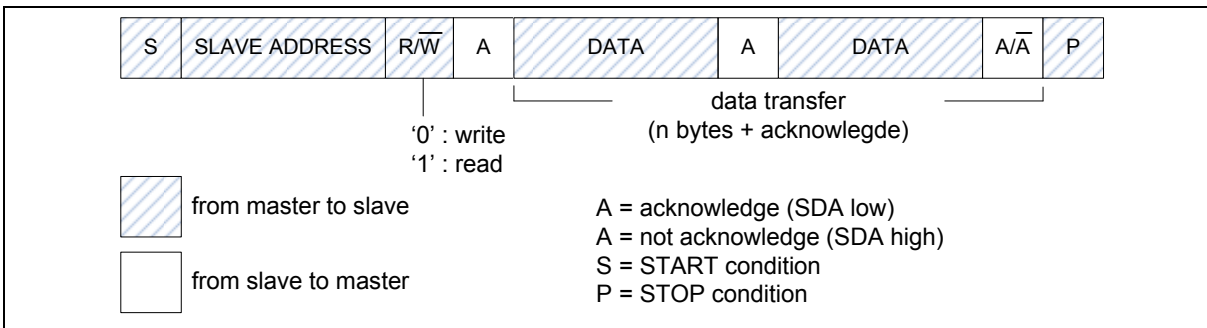 S SLAVE ADDRESS R/W̅ A DATA A DATA A/A̅ P
data transfer
(n bytes + acknowlegde)
‘0’ : write
‘1’ : read
from master to slave
from slave to master
A = acknowledge (SDA low)
A = not acknowledge (SDA high)
S = START condition
P = STOP condition